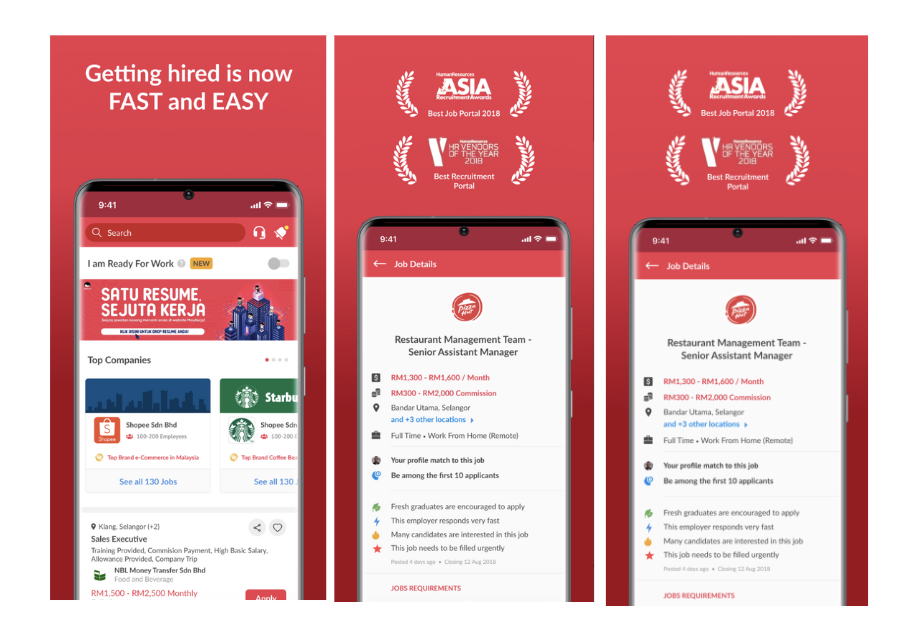 Getting hired is now
FAST and EASY
9:41
Search
I am Ready For Work ? NEW
SATU RESUME,
SEJUTA KERJA
KLIK DISINI UNTUK DROP RESUME ANDA!
Top Companies
Shopee
Shopee Sdn Bhd
100-200 Employees
Top Brand e-Commerce in Malaysia
See all 130 Jobs
Starbu
Shopee Sdn
100-200
Top Brand Coffee
See all 130
Klang, Selangor (+2)
Sales Executive
Training Provided, Commision Payment, High Basic Salary,
Allowance Provided, Company Trip
NBL Money Transfer Sdn Bhd
Food and Beverage
RM1,500 - RM2,500 Monthly
Apply
HumanResources
ASIA
RecruitmentAwards
Best Job Portal 2018
HumanResources
HR VENDORS
OF THE YEAR
2018
Best Recruitment
Portal
9:41
Job Details
Pizza
Hut
Restaurant Management Team -
Senior Assistant Manager
$ RM1,300 - RM1,600 / Month
RM300 - RM2,000 Commission
Bandar Utama, Selangor
and +3 other locations
Full Time • Work From Home (Remote)
Your profile match to this job
Be among the first 10 applicants
Fresh graduates are encouraged to apply
This employer responds very fast
Many candidates are interested in this job
This job needs to be filled urgently
Posted 4 days ago • Closing 12 Aug 2018
JOBS REQUIREMENTS
HumanResources
ASIA
RecruitmentAwards
Best Job Portal 2018
HumanResources
HR VENDORS
OF THE YEAR
2018
Best Recruitment
Portal
9:41
Job Details
Pizza
Hut
Restaurant Management Team -
Senior Assistant Manager
$ RM1,300 - RM1,600 / Month
RM300 - RM2,000 Commission
Bandar Utama, Selangor
and +3 other locations
Full Time • Work From Home (Remote)
Your profile match to this job
Be among the first 10 applicants
Fresh graduates are encouraged to apply
This employer responds very fast
Many candidates are interested in this job
This job needs to be filled urgently
Posted 4 days ago • Closing 12 Aug 2018
JOBS REQUIREMENTS